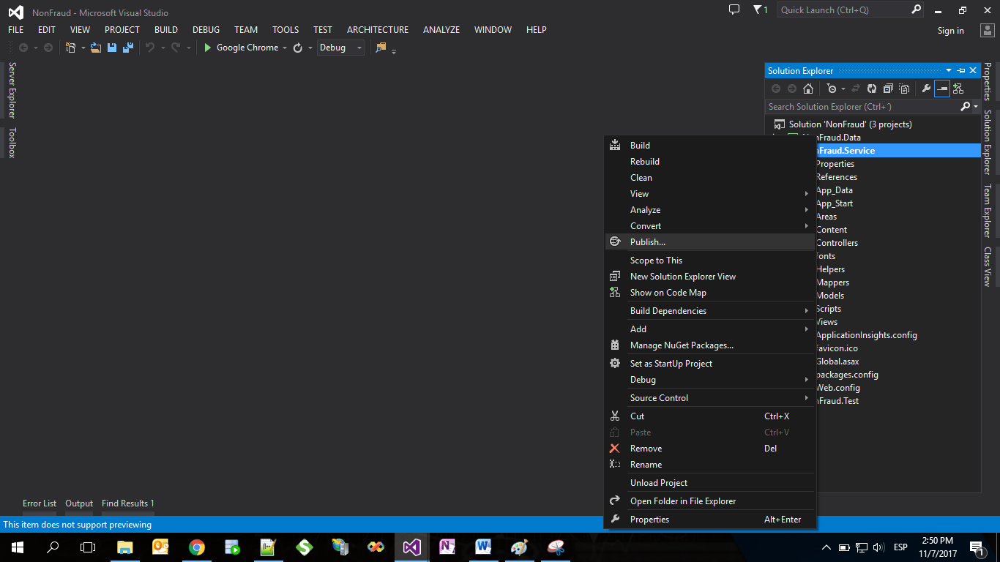 NonFraud - Microsoft Visual Studio
1
Quick Launch (Ctrl+Q)
FILE EDIT VIEW PROJECT BUILD DEBUG TEAM TOOLS TEST ARCHITECTURE ANALYZE WINDOW HELP
Sign in
Google Chrome
Debug
Server Explorer
Toolbox
Solution Explorer
Search Solution Explorer (Ctrl+´)
Solution 'NonFraud' (3 projects)
nFraud.Data
nFraud.Service
Properties
References
App_Data
App_Start
Areas
Content
Controllers
fonts
Helpers
Mappers
Models
Scripts
Views
ApplicationInsights.config
favicon.ico
Global.asax
packages.config
Web.config
nFraud.Test
Properties
Solution Explorer
Team Explorer
Class View
Build
Rebuild
Clean
View
Analyze
Convert
Publish...
Scope to This
New Solution Explorer View
Show on Code Map
Build Dependencies
Add
Manage NuGet Packages...
Set as StartUp Project
Debug
Source Control
Cut Ctrl+X
Paste Ctrl+V
Remove Del
Rename
Unload Project
Open Folder in File Explorer
Properties Alt+Enter
Error List Output Find Results 1
This item does not support previewing
ESP
2:50 PM
11/7/2017
1